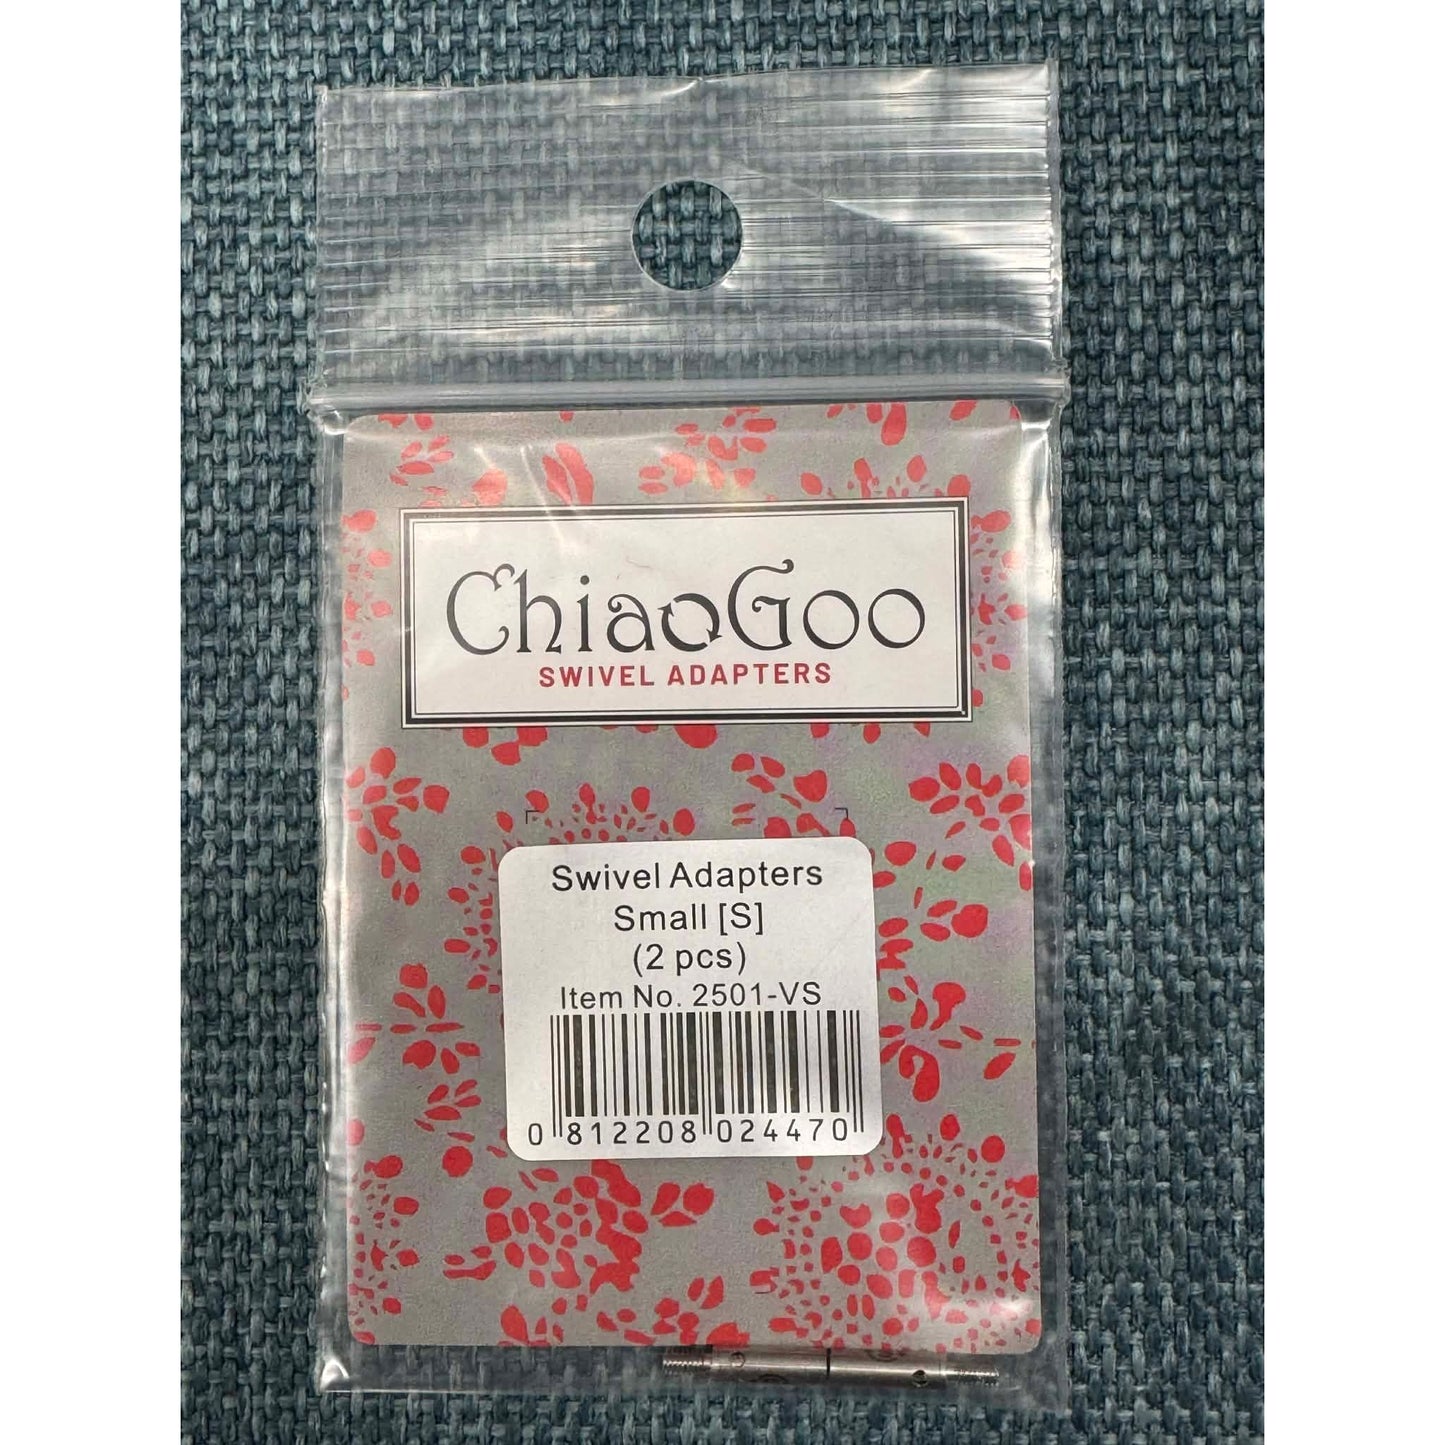 ChiaoGoo
SWIVEL ADAPTERS
Swivel Adapters
Small [S]
(2 pcs)
Item No. 2501-VS
0 812208 024470